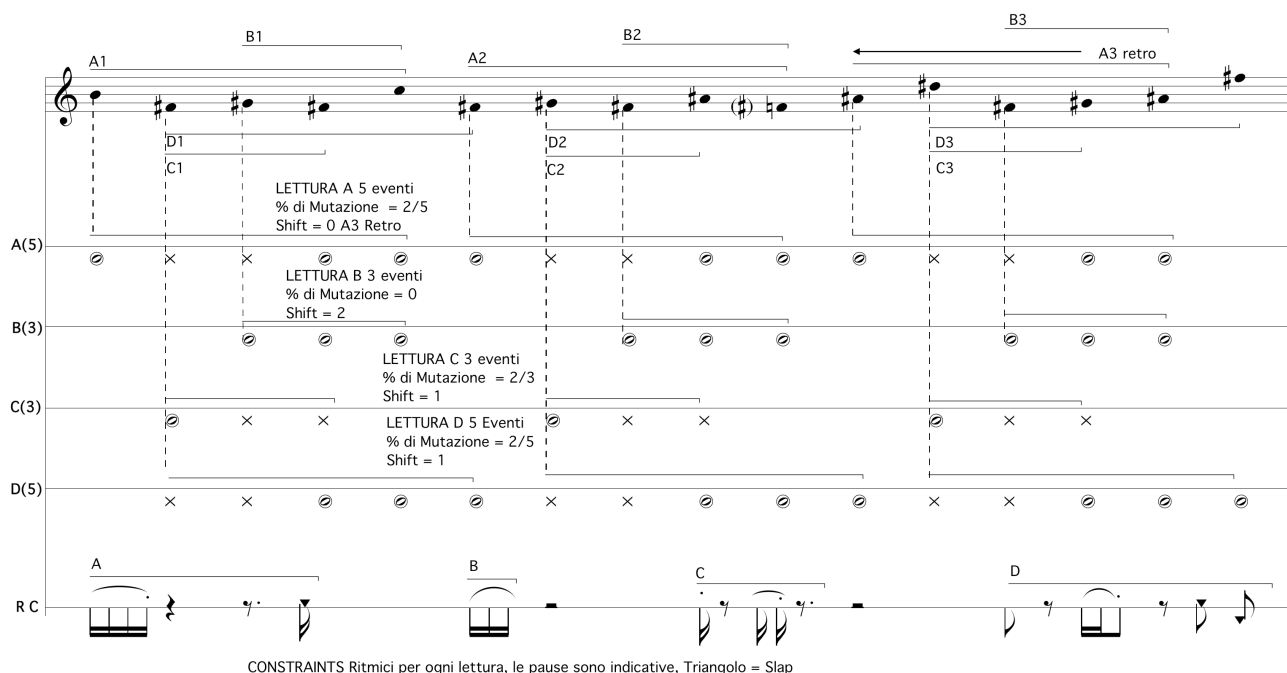 B3
B1
B2
A3 retro
A1
A2
D1
D2
D3
C1
C2
C3
LETTURA A 5 eventi
% di Mutazione = 2/5
Shift = 0 A3 Retro
A(5)
LETTURA B 3 eventi
% di Mutazione = 0
Shift = 2
B(3)
LETTURA C 3 eventi
% di Mutazione = 2/3
Shift = 1
C(3)
LETTURA D 5 Eventi
% di Mutazione = 2/5
Shift = 1
D(5)
A
B
C
D
R C
CONSTRAINTS Ritmici per ogni lettura, le pause sono indicative, Triangolo = Slap